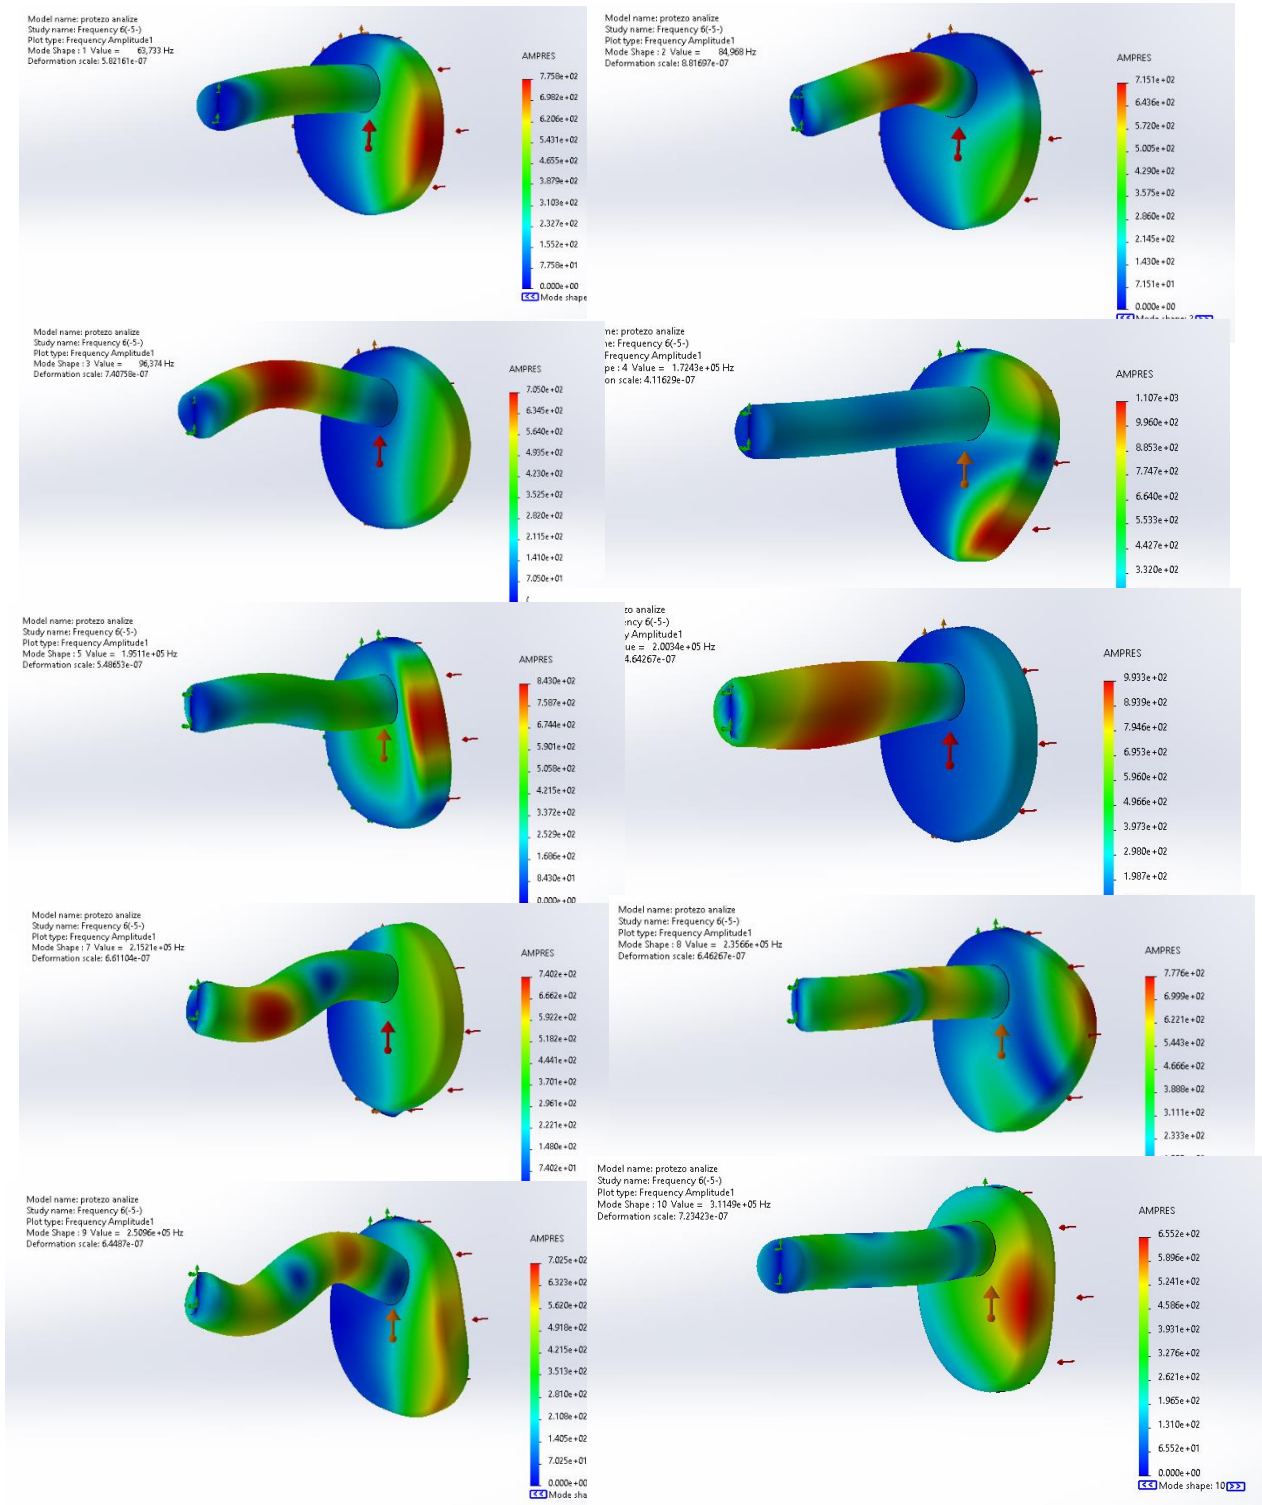 Model name: protezo analize
Study name: Frequency 6(-5-)
Plot type: Frequency Amplitude1
Mode Shape : 1 Value = 63,733 Hz
Deformation scale: 5.82161e-07
AMPRES
7.758e+02
6.982e+02
6.206e+02
5.431e+02
4.655e+02
3.879e+02
3.103e+02
2.327e+02
1.552e+02
7.758e+01
0.000e+00
<< Mode shape
Model name: protezo analize
Study name: Frequency 6(-5-)
Plot type: Frequency Amplitude1
Mode Shape : 2 Value = 84,968 Hz
Deformation scale: 8.81697e-07
AMPRES
7.151e+02
6.436e+02
5.720e+02
5.005e+02
4.290e+02
3.575e+02
2.860e+02
2.145e+02
1.430e+02
7.151e+01
0.000e+00
<< Mode shape: 2 >>
Model name: protezo analize
Study name: Frequency 6(-5-)
Plot type: Frequency Amplitude1
Mode Shape : 3 Value = 96,374 Hz
Deformation scale: 7.40758e-07
AMPRES
7.050e+02
6.345e+02
5.640e+02
4.935e+02
4.230e+02
3.525e+02
2.820e+02
2.115e+02
1.410e+02
7.050e+01
me: protezo analize
e: Frequency 6(-5-)
Frequency Amplitude1
pe : 4 Value = 1.7243e+05 Hz
on scale: 4.11629e-07
AMPRES
1.107e+03
9.960e+02
8.853e+02
7.747e+02
6.640e+02
5.533e+02
4.427e+02
3.320e+02
Model name: protezo analize
Study name: Frequency 6(-5-)
Plot type: Frequency Amplitude1
Mode Shape : 5 Value = 1.9511e+05 Hz
Deformation scale: 5.48653e-07
AMPRES
8.430e+02
7.587e+02
6.744e+02
5.901e+02
5.058e+02
4.215e+02
3.372e+02
2.529e+02
1.686e+02
8.430e+01
0.000e+00
zo analize
ency 6(-5-)
y Amplitude1
ue = 2.0034e+05 Hz
4.64267e-07
AMPRES
9.933e+02
8.939e+02
7.946e+02
6.953e+02
5.960e+02
4.966e+02
3.973e+02
2.980e+02
1.987e+02
Model name: protezo analize
Study name: Frequency 6(-5-)
Plot type: Frequency Amplitude1
Mode Shape : 7 Value = 2.1521e+05 Hz
Deformation scale: 6.61104e-07
AMPRES
7.402e+02
6.662e+02
5.922e+02
5.182e+02
4.441e+02
3.701e+02
2.961e+02
2.221e+02
1.480e+02
7.402e+01
Model name: protezo analize
Study name: Frequency 6(-5-)
Plot type: Frequency Amplitude1
Mode Shape : 8 Value = 2.3566e+05 Hz
Deformation scale: 6.46267e-07
AMPRES
7.776e+02
6.999e+02
6.221e+02
5.443e+02
4.666e+02
3.888e+02
3.111e+02
2.333e+02
Model name: protezo analize
Study name: Frequency 6(-5-)
Plot type: Frequency Amplitude1
Mode Shape : 9 Value = 2.5096e+05 Hz
Deformation scale: 6.4487e-07
AMPRES
7.025e+02
6.323e+02
5.620e+02
4.918e+02
4.215e+02
3.513e+02
2.810e+02
2.108e+02
1.405e+02
7.025e+01
0.000e+00
<< Mode sha
Model name: protezo analize
Study name: Frequency 6(-5-)
Plot type: Frequency Amplitude1
Mode Shape : 10 Value = 3.1149e+05 Hz
Deformation scale: 7.23423e-07
AMPRES
6.552e+02
5.896e+02
5.241e+02
4.586e+02
3.931e+02
3.276e+02
2.621e+02
1.965e+02
1.310e+02
6.552e+01
0.000e+00
<< Mode shape: 10 >>